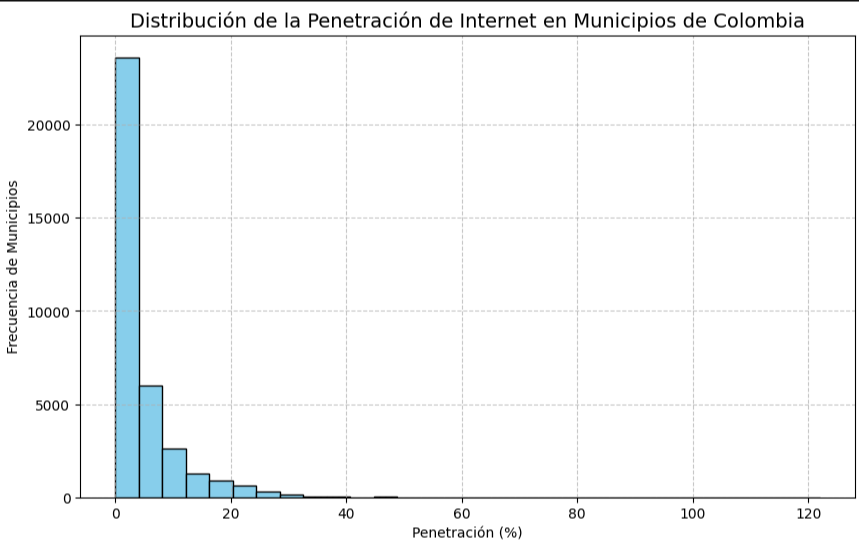 Distribución de la Penetración de Internet en Municipios de Colombia
Frecuencia de Municipios
20000
15000
10000
5000
0
0 20 40 60 80 100 120
Penetración (%)